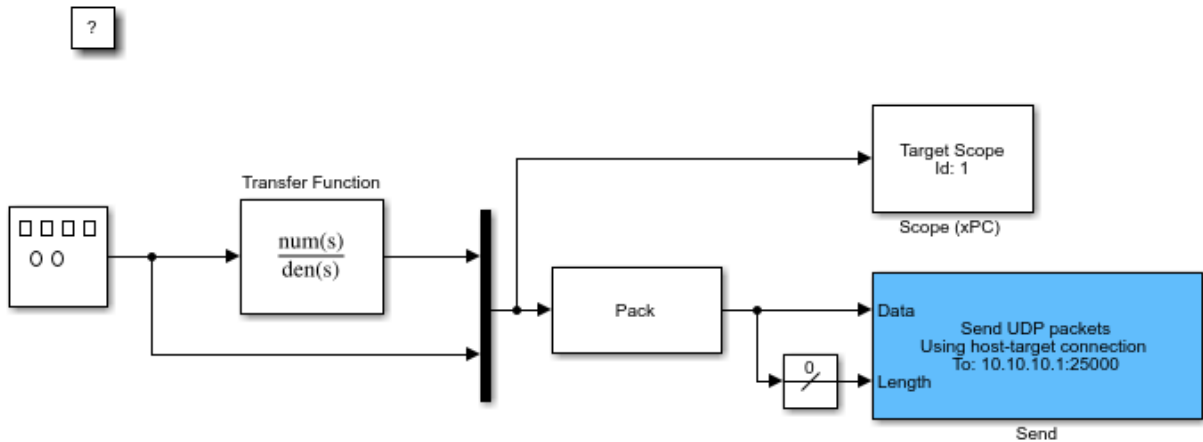 ?
Target Scope
Id: 1
Scope (xPC)
Transfer Function
num(s)
den(s)
Pack
Data
Send UDP packets
Using host-target connection
To: 10.10.10.1:25000
0
Length
Send